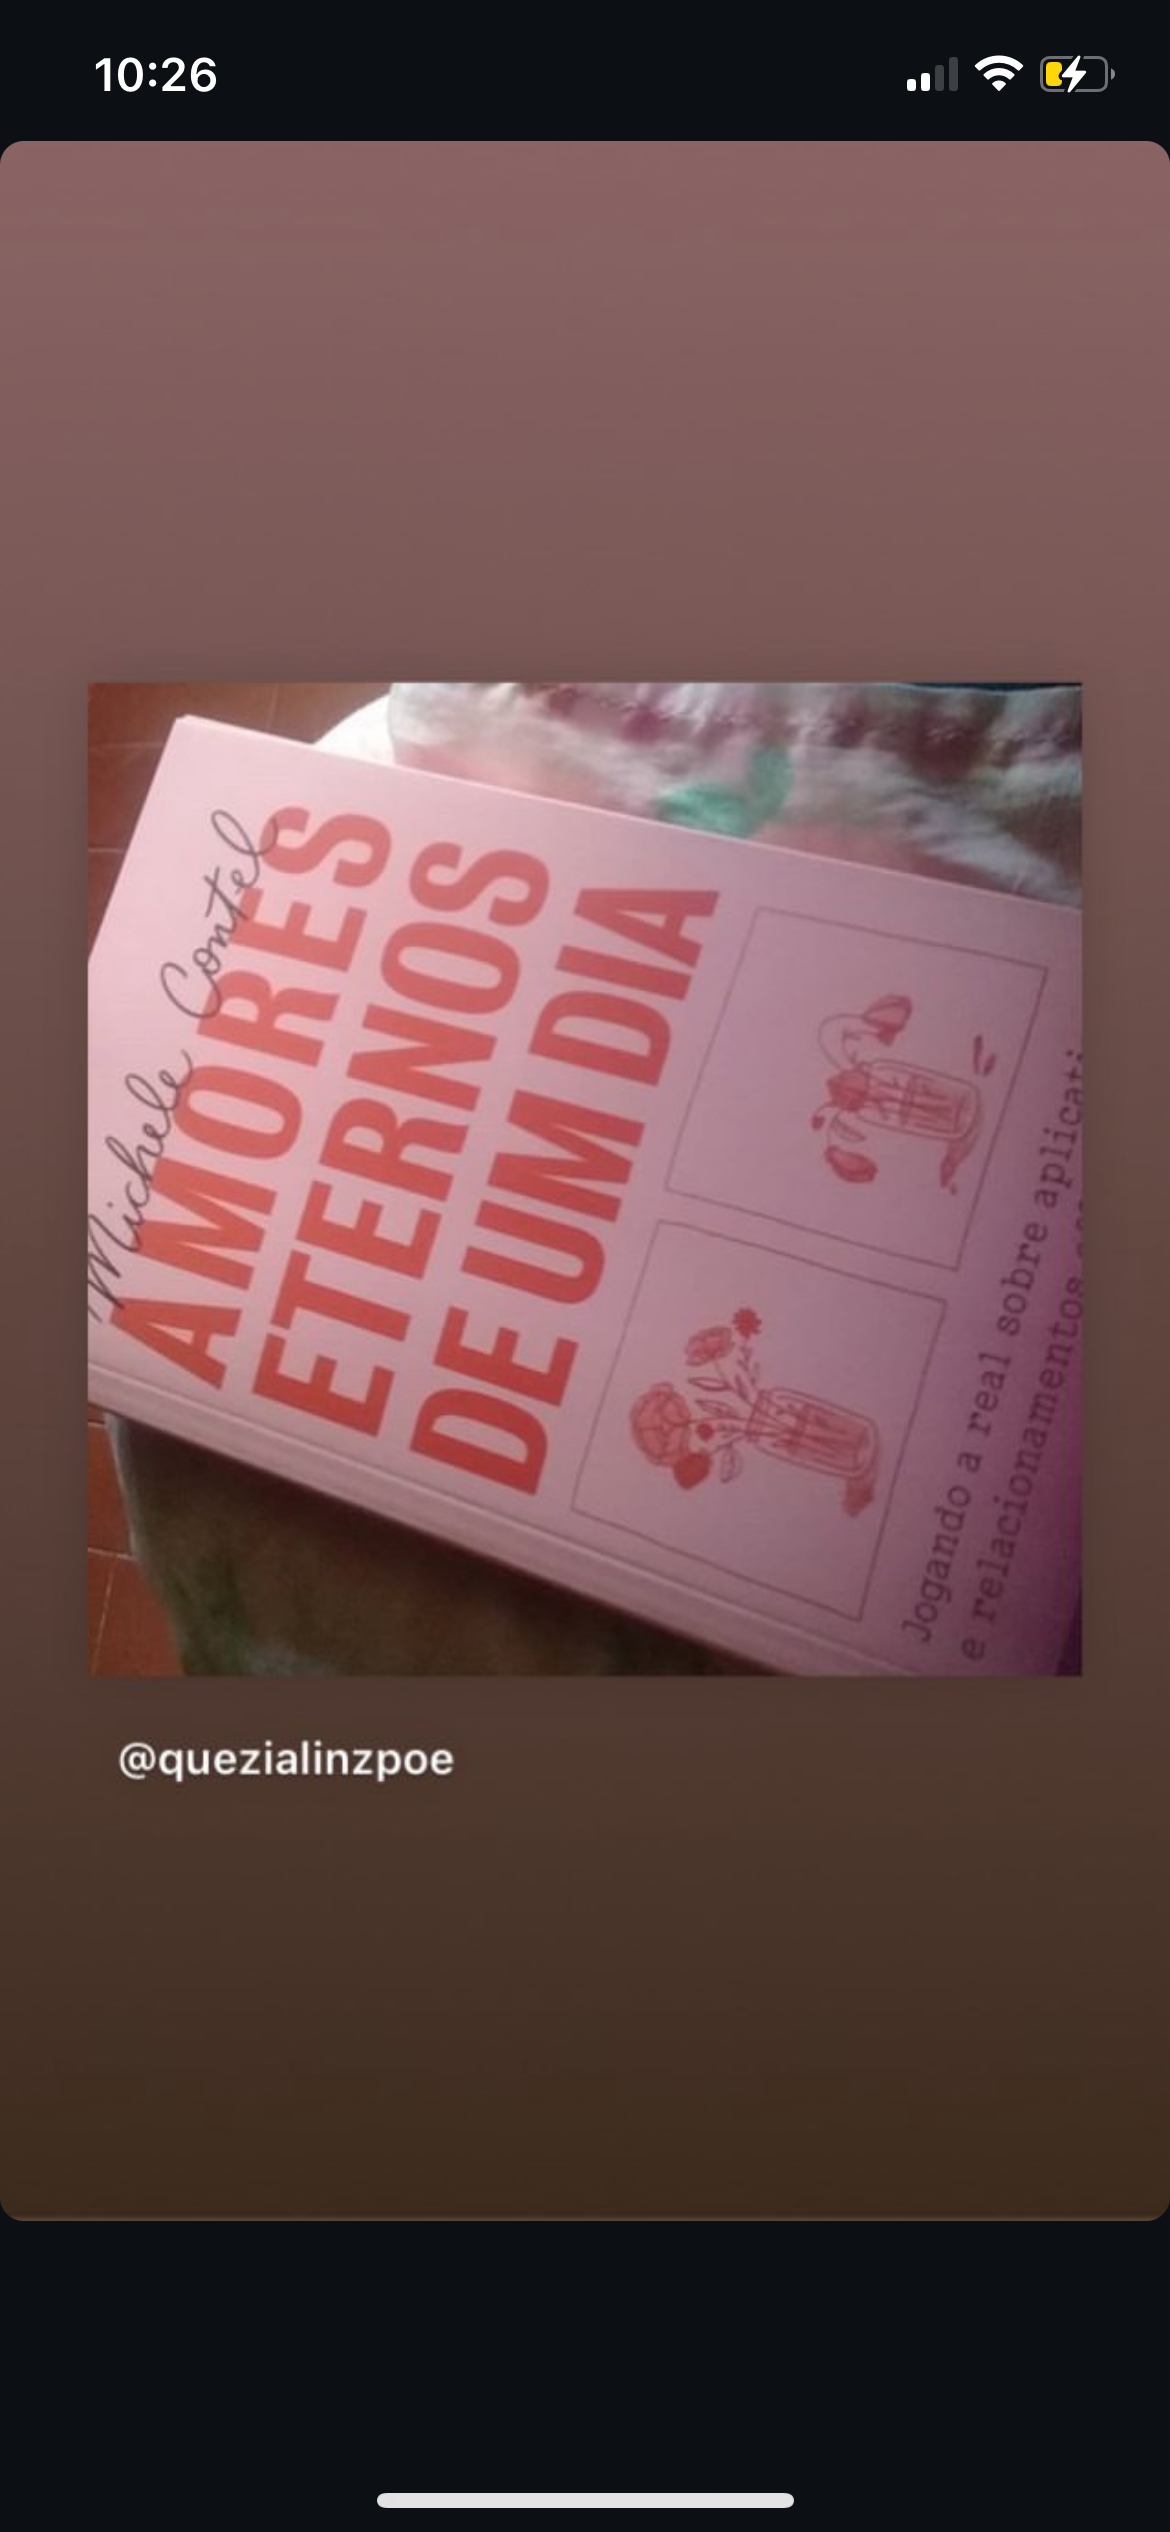 10:26
Michele Contel
AMORES
ETERNOS
DE UM DIA
Jogando a real sobre
e relacionamentos
@quezialinzpoe